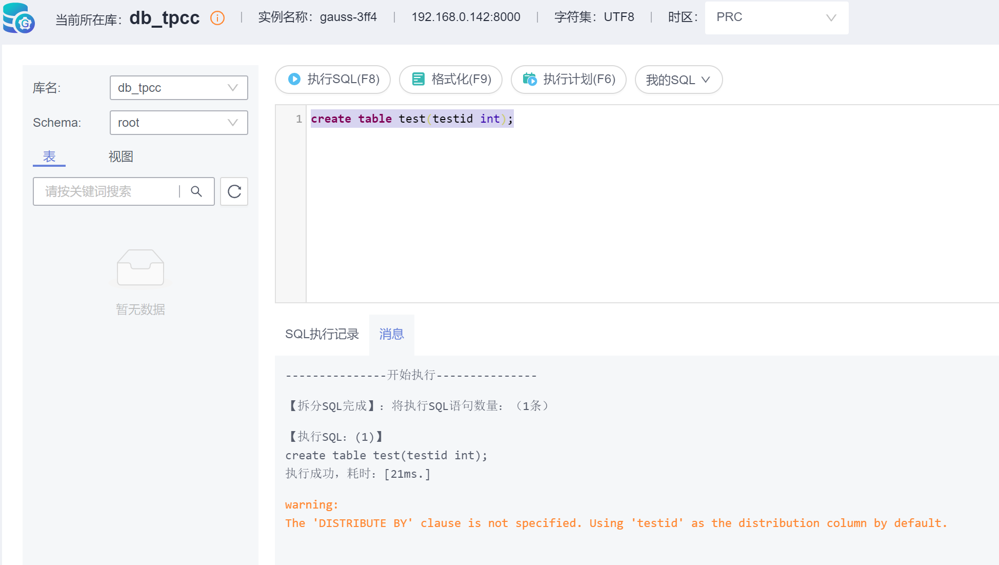 当前所在库：db_tpcc
实例名称：gauss-3ff4
192.168.0.142:8000
字符集：UTF8
时区：
PRC
库名:
db_tpcc
Schema:
root
表
视图
请按关键词搜索
暂无数据
执行SQL(F8)
格式化(F9)
执行计划(F6)
我的SQL
1
create table test(testid int);
SQL执行记录
消息
---------------开始执行---------------
【拆分SQL完成】：将执行SQL语句数量：（1条）
【执行SQL：(1)】
create table test(testid int);
执行成功，耗时：[21ms.]
warning:
The 'DISTRIBUTE BY' clause is not specified. Using 'testid' as the distribution column by default.